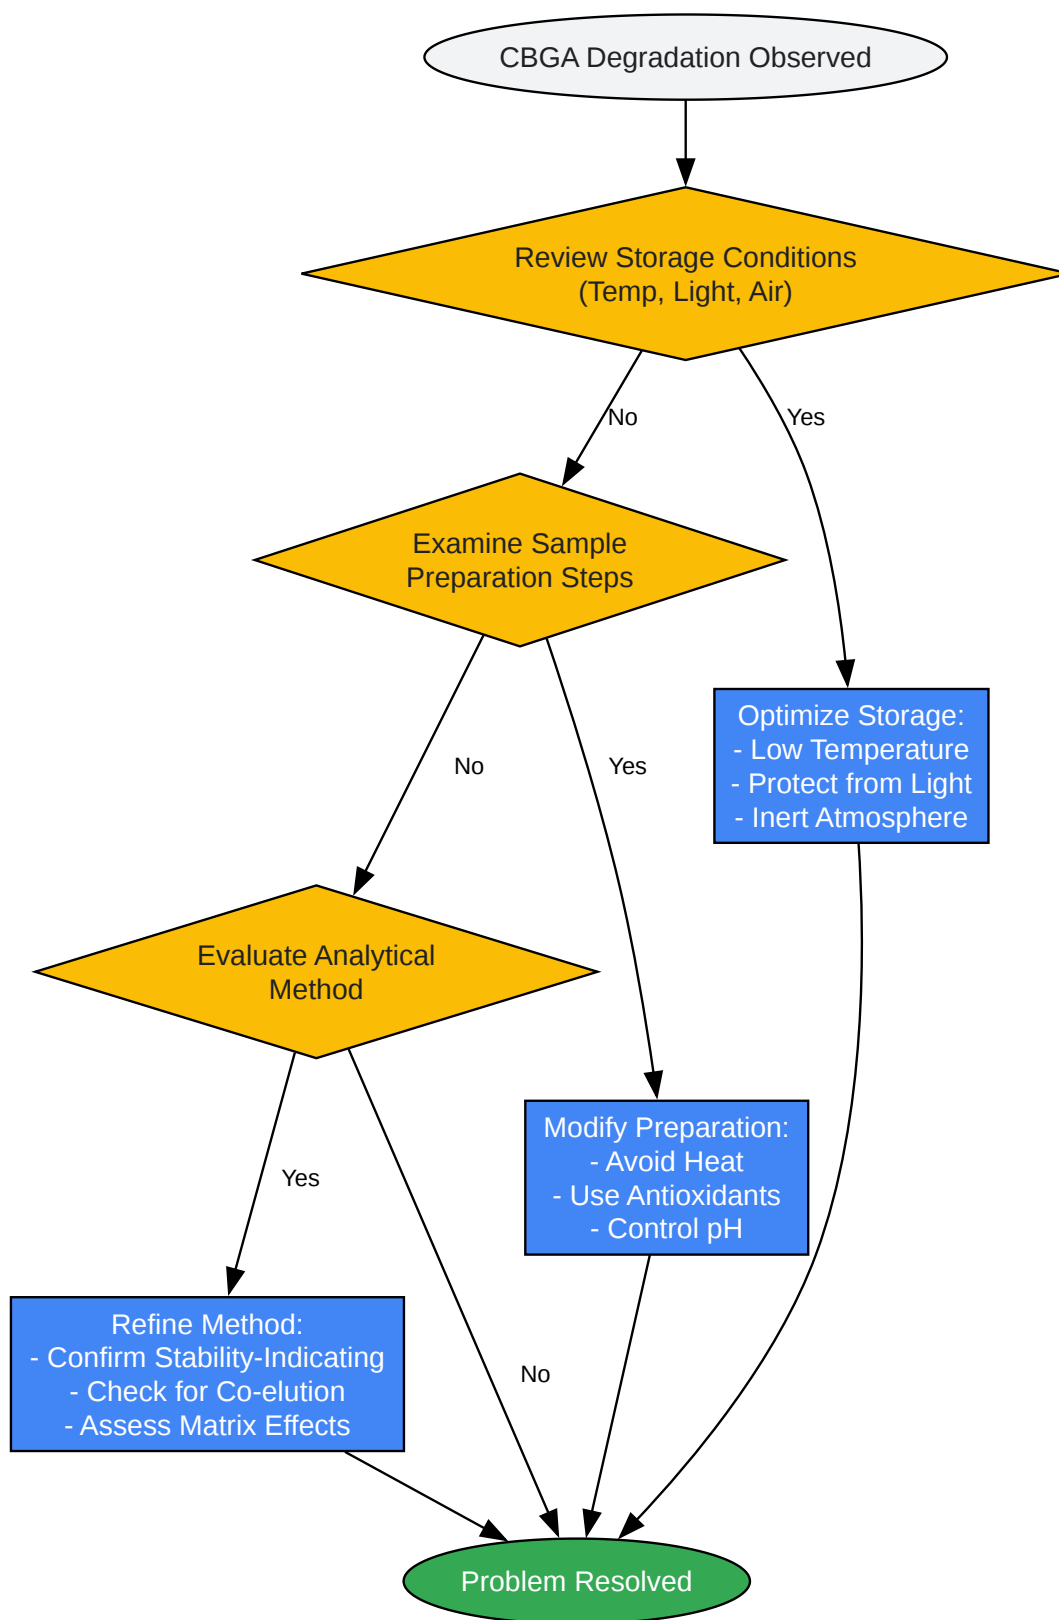 CBGA Degradation Observed
Review Storage Conditions
(Temp, Light, Air)
No
Yes
Examine Sample
Preparation Steps
Optimize Storage:
- Low Temperature
- Protect from Light
- Inert Atmosphere
No
Yes
Evaluate Analytical
Method
Modify Preparation:
- Avoid Heat
- Use Antioxidants
- Control pH
Yes
Refine Method:
- Confirm Stability-Indicating
- Check for Co-elution
- Assess Matrix Effects
No
Problem Resolved